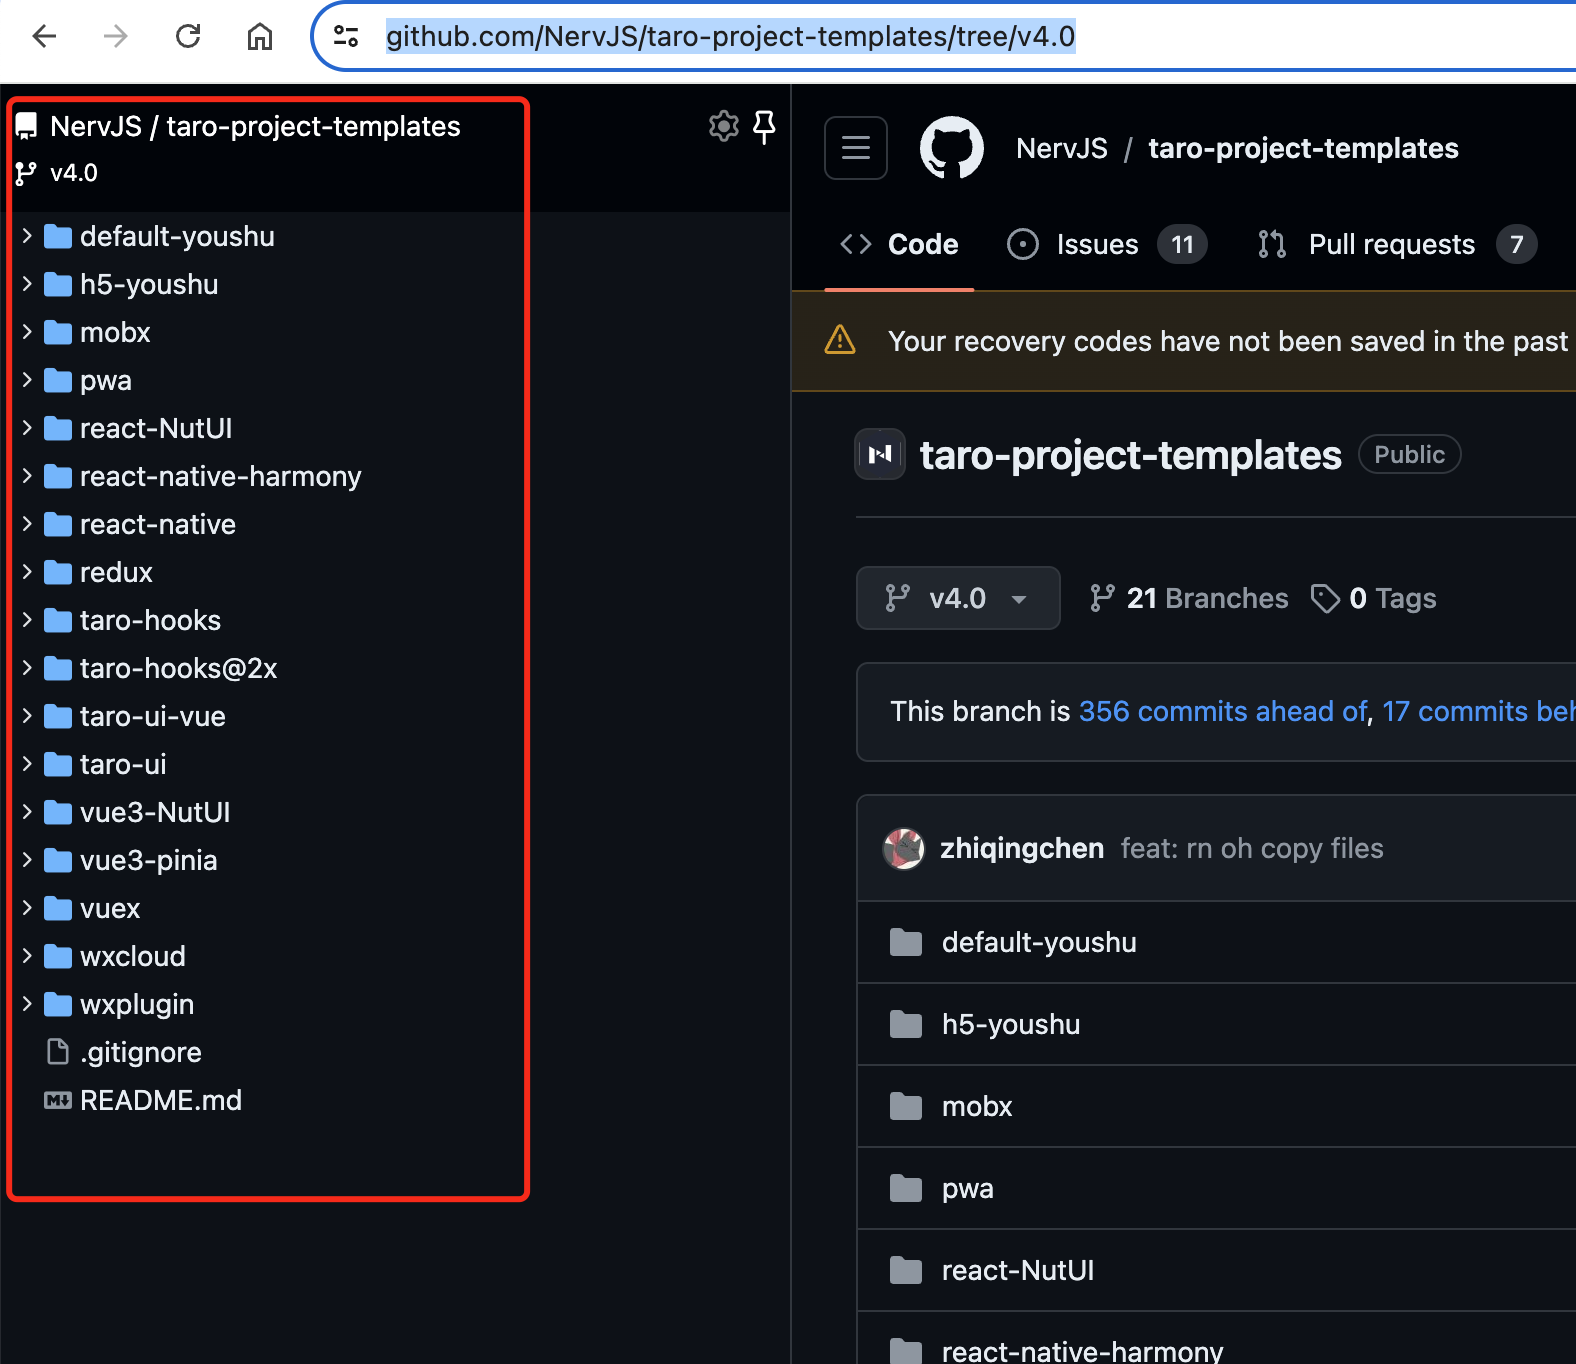 github.com/NervJS/taro-project-templates/tree/v4.0
NervJS / taro-project-templates
v4.0
default-youshu
h5-youshu
mobx
pwa
react-NutUI
react-native-harmony
react-native
redux
taro-hooks
taro-hooks@2x
taro-ui-vue
taro-ui
vue3-NutUI
vue3-pinia
vuex
wxcloud
wxplugin
.gitignore
README.md
NervJS / taro-project-templates
Code Issues 11 Pull requests 7
Your recovery codes have not been saved in the past
taro-project-templates Public
v4.0 21 Branches 0 Tags
This branch is 356 commits ahead of, 17 commits
zhiqingchen feat: rn oh copy files
default-youshu
h5-youshu
mobx
pwa
react-NutUI
react-native-harmony